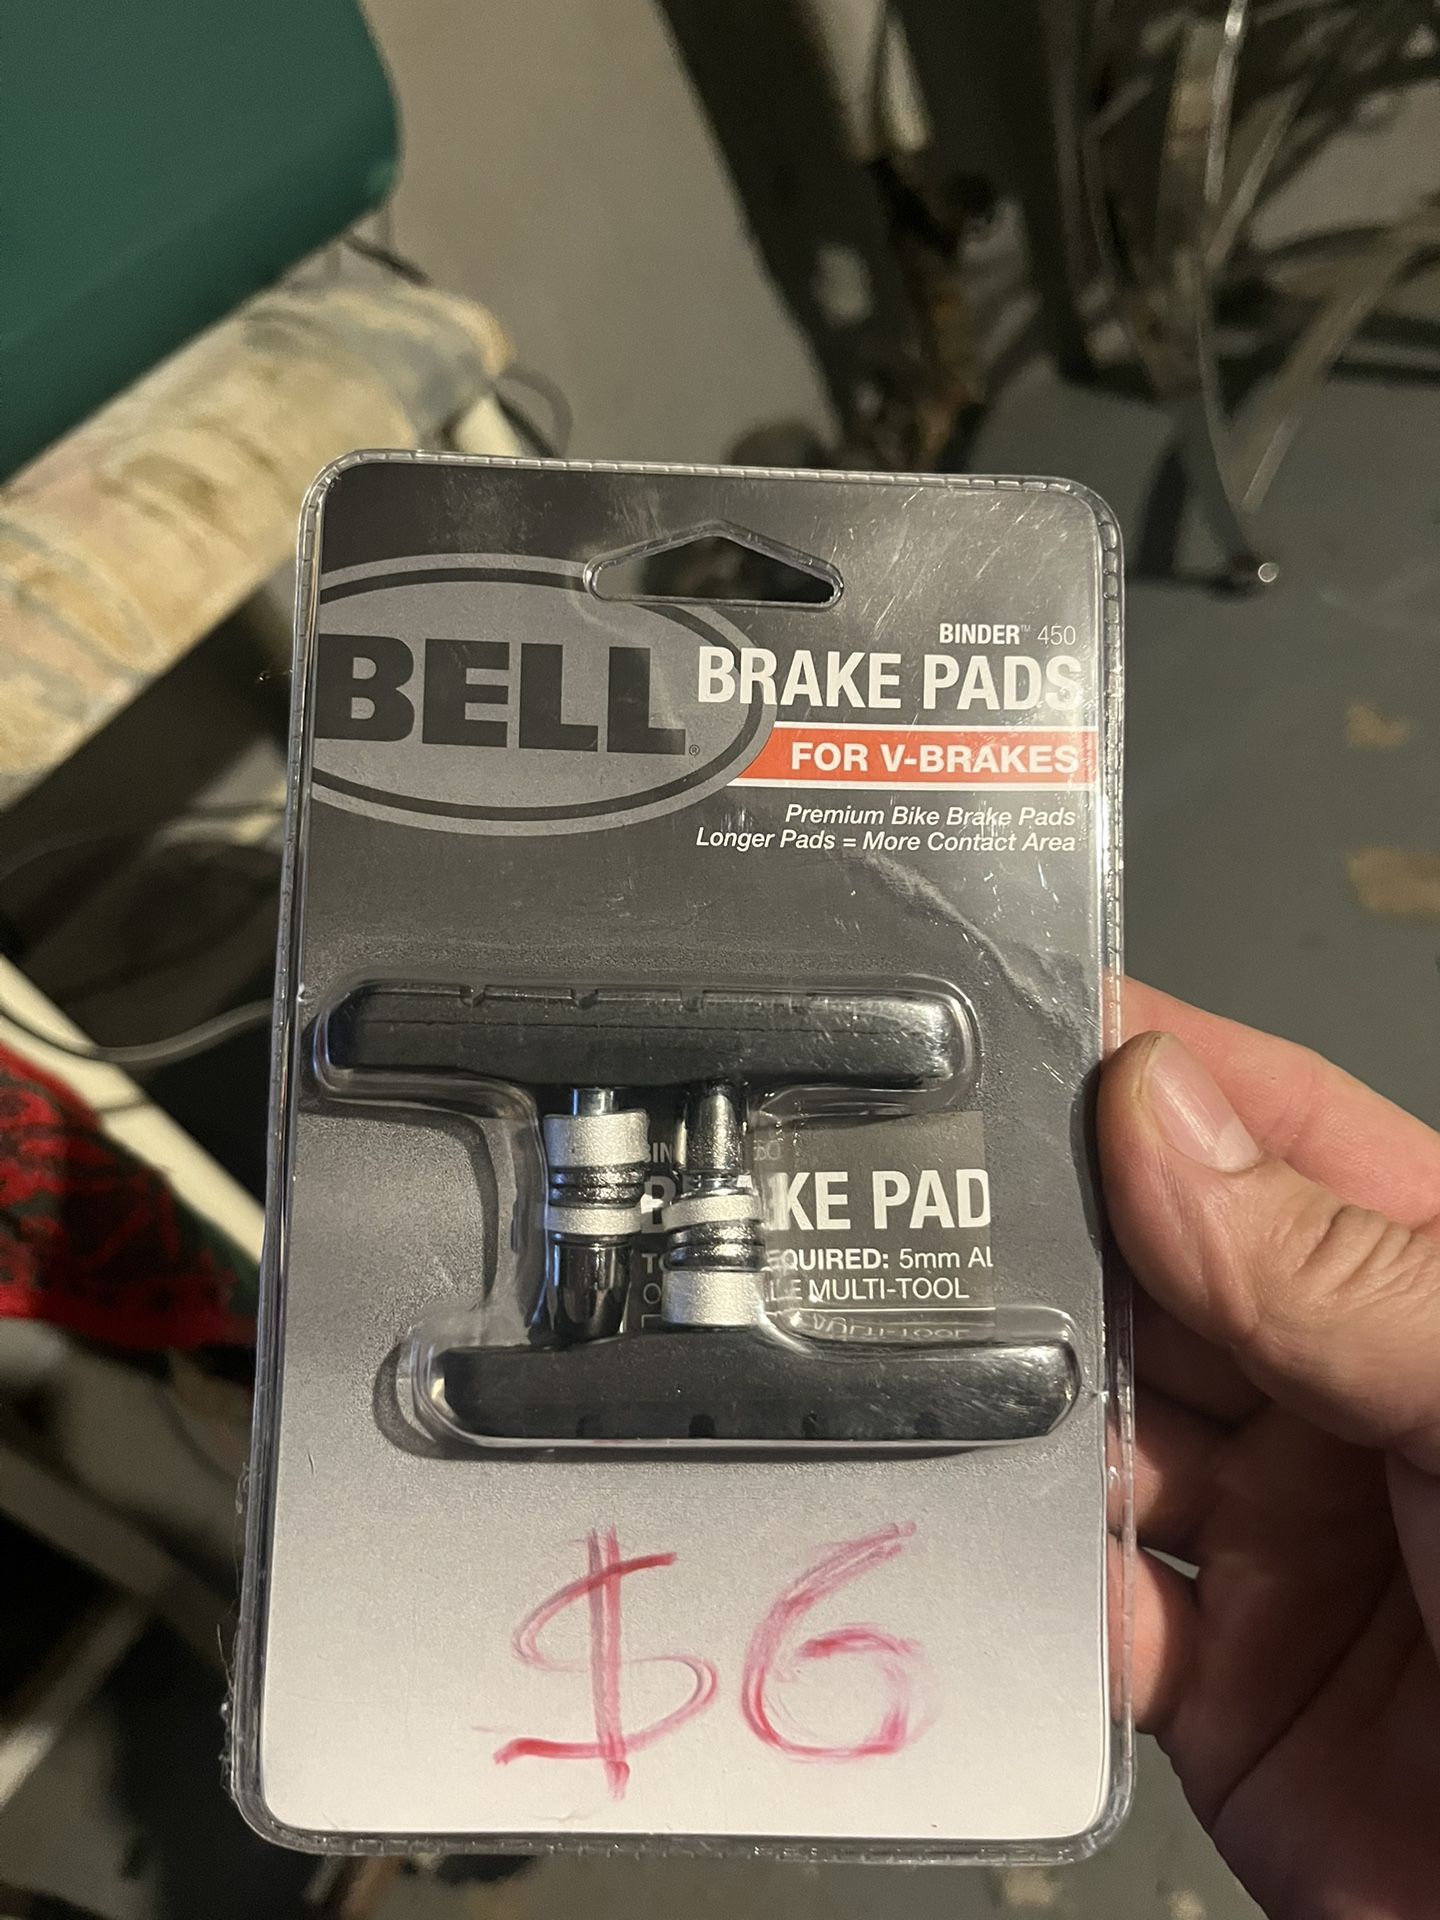 BELL®
BINDER™ 450
BRAKE PADS
FOR V-BRAKES
Premium Bike Brake Pads
Longer Pads = More Contact Area
KE PAD
EQUIRED: 5mm AL
MULTI-TOOL
$6